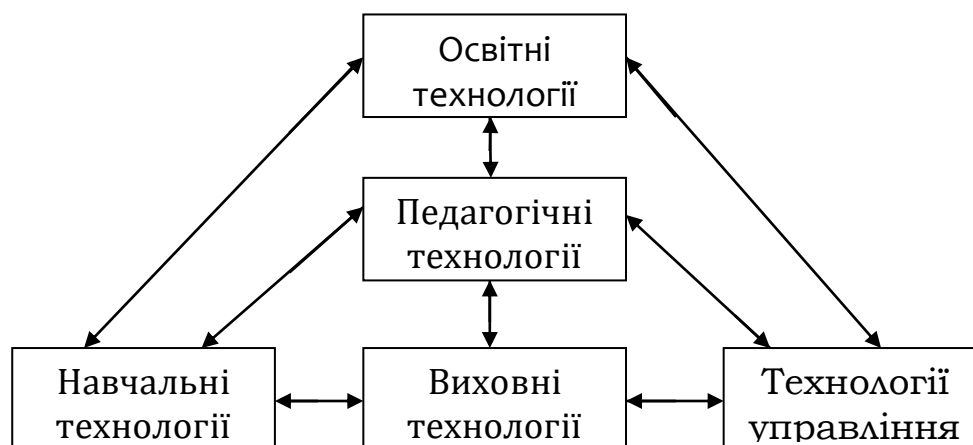 Освітні
технології
Педагогічні
технології
Навчальні
технології
Виховні
технології
Технології
управління